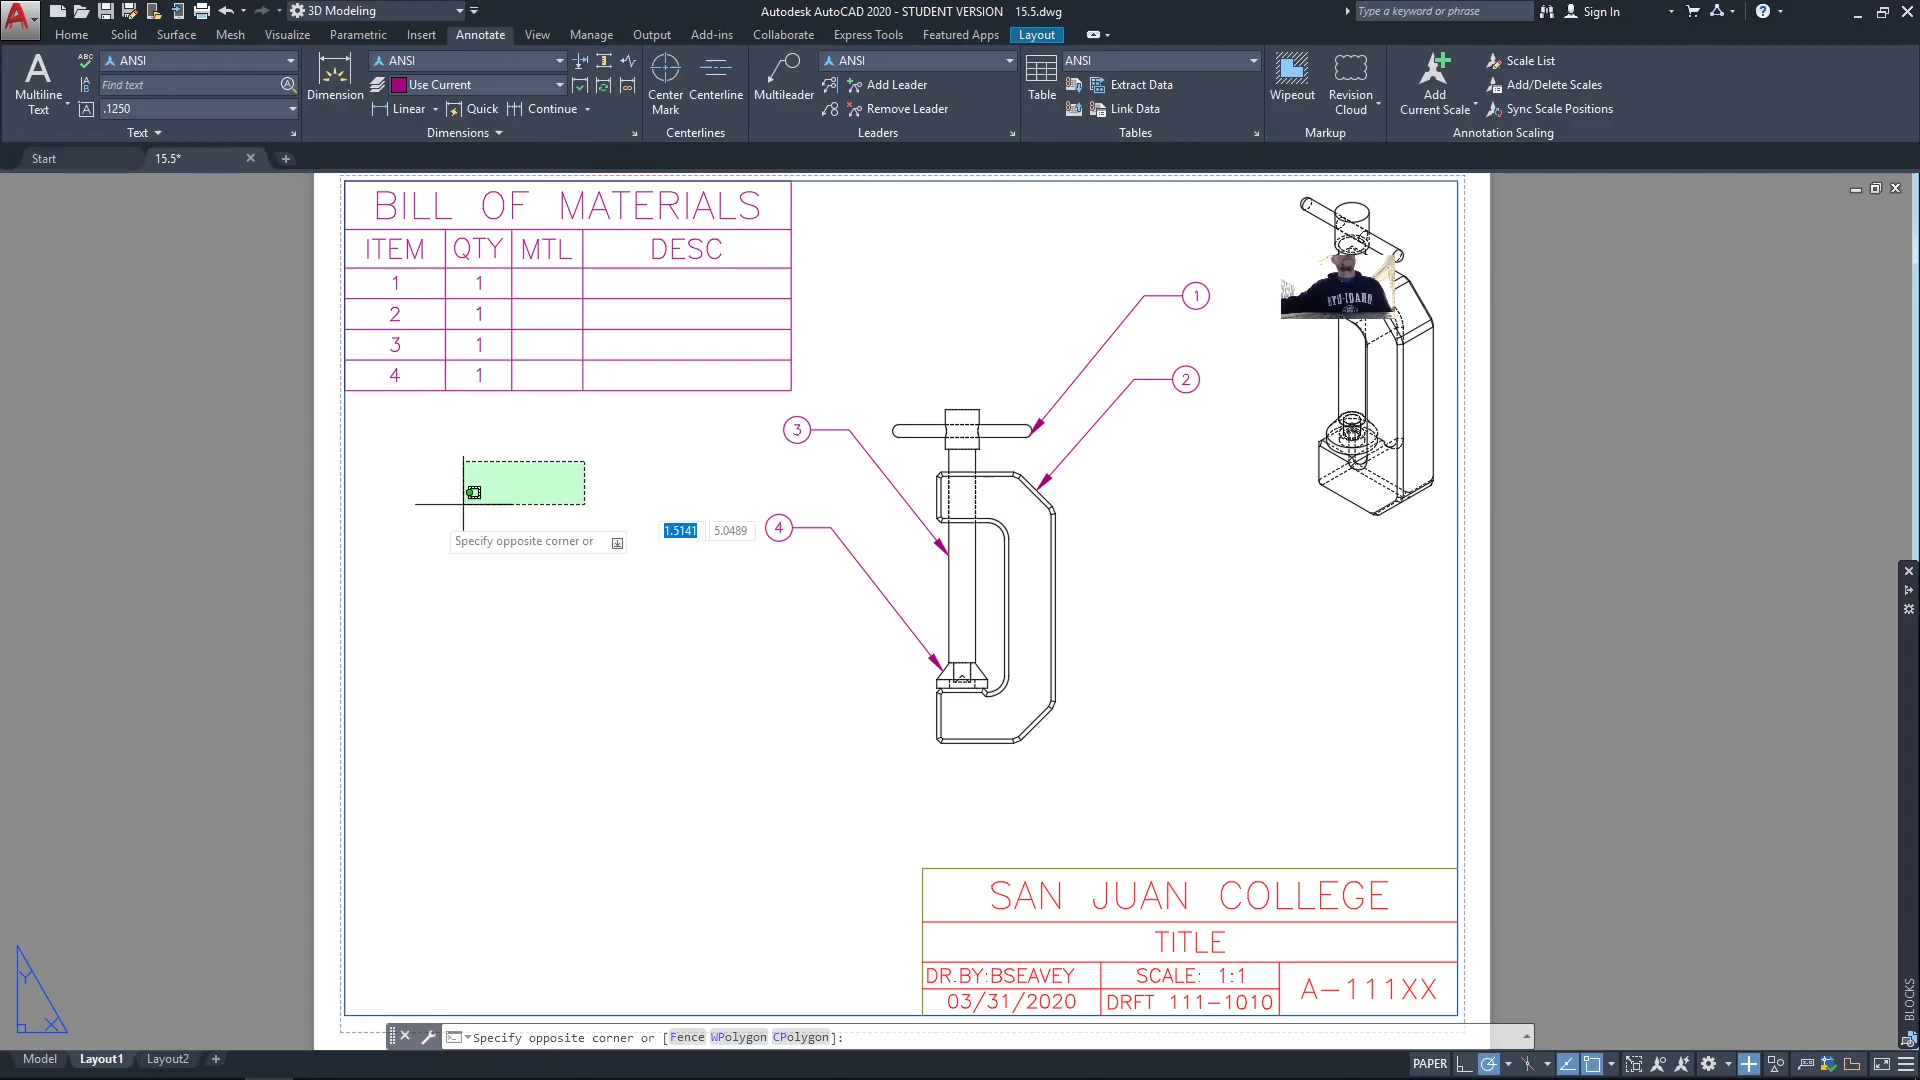 3D Modeling
Autodesk AutoCAD 2020 - STUDENT VERSION 15.5.dwg
Type a keyword or phrase
Sign In
Home Solid Surface Mesh Visualize Parametric Insert Annotate View Manage Output Add-ins Collaborate Express Tools Featured Apps Layout
Multiline Text
ABC
ANSI
Find text
.1250
Text
Dimension
ANSI
Use Current
Linear Quick Continue
Dimensions
Center Mark
Centerline
Centerlines
Multileader
ANSI
Add Leader
Remove Leader
Leaders
Table
ANSI
Extract Data
Link Data
Tables
Wipeout
Revision Cloud
Markup
Add Current Scale
Scale List
Add/Delete Scales
Sync Scale Positions
Annotation Scaling
Start
15.5*
BILL OF MATERIALS
ITEM QTY MTL DESC
1 1
2 1
3 1
4 1
1
2
3
4
BYU-IDAHO
Specify opposite corner or
1.5141 5.0489
SAN JUAN COLLEGE
TITLE
DR.BY:BSEAVEY SCALE: 1:1
A-111XX
03/31/2020 DRFT 111-1010
Y
X
BLOCKS
Specify opposite corner or [Fence WPolygon CPolygon]:
Model Layout1 Layout2
PAPER